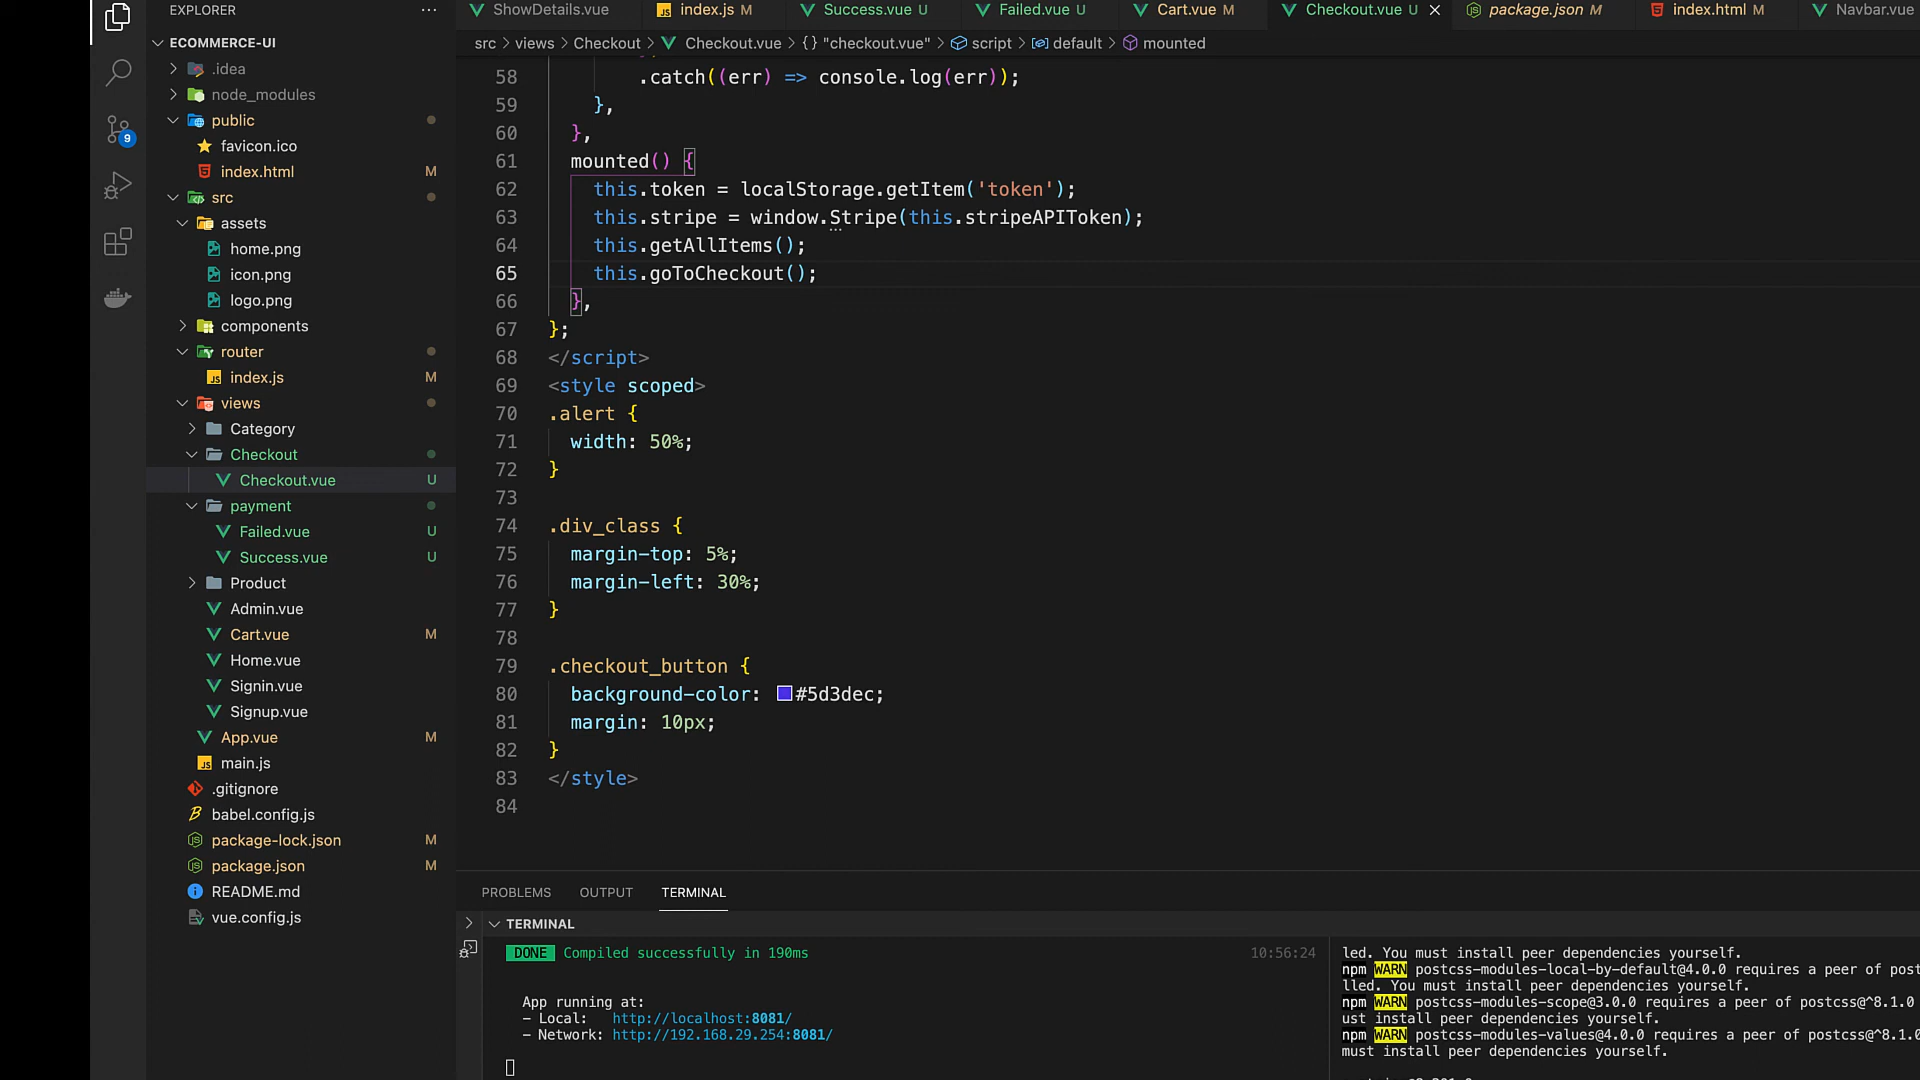 EXPLORER
ShowDetails.vue
index.js M
Success.vue U
Failed.vue U
Cart.vue M
Checkout.vue U
package.json M
index.html M
Navbar.vue
src > views > Checkout > Checkout.vue > {} "checkout.vue" > script > default > mounted
ECOMMERCE-UI
.idea
node_modules
public
favicon.ico
index.html M
src
assets
home.png
icon.png
logo.png
components
router
index.js M
views
Category
Checkout
Checkout.vue U
payment
Failed.vue U
Success.vue U
Product
Admin.vue
Cart.vue M
Home.vue
Signin.vue
Signup.vue
App.vue M
main.js
.gitignore
babel.config.js
package-lock.json M
package.json M
README.md
vue.config.js
9
58 .catch((err) => console.log(err));
59 },
60 },
61 mounted() {
62 this.token = localStorage.getItem('token');
63 this.stripe = window.Stripe(this.stripeAPIToken);
64 this.getAllItems();
65 this.goToCheckout();
66 },
67 };
68 </script>
69 <style scoped>
70 .alert {
71 width: 50%;
72 }
73
74 .div_class {
75 margin-top: 5%;
76 margin-left: 30%;
77 }
78
79 .checkout_button {
80 background-color: #5d3dec;
81 margin: 10px;
82 }
83 </style>
84
PROBLEMS OUTPUT TERMINAL
TERMINAL
DONE Compiled successfully in 190ms 10:56:24
App running at:
- Local: http://localhost:8081/
- Network: http://192.168.29.254:8081/
led. You must install peer dependencies yourself.
npm WARN postcss-modules-local-by-default@4.0.0 requires a peer of post
lled. You must install peer dependencies yourself.
npm WARN postcss-modules-scope@3.0.0 requires a peer of postcss@^8.1.0
ust install peer dependencies yourself.
npm WARN postcss-modules-values@4.0.0 requires a peer of postcss@^8.1.0
must install peer dependencies yourself.